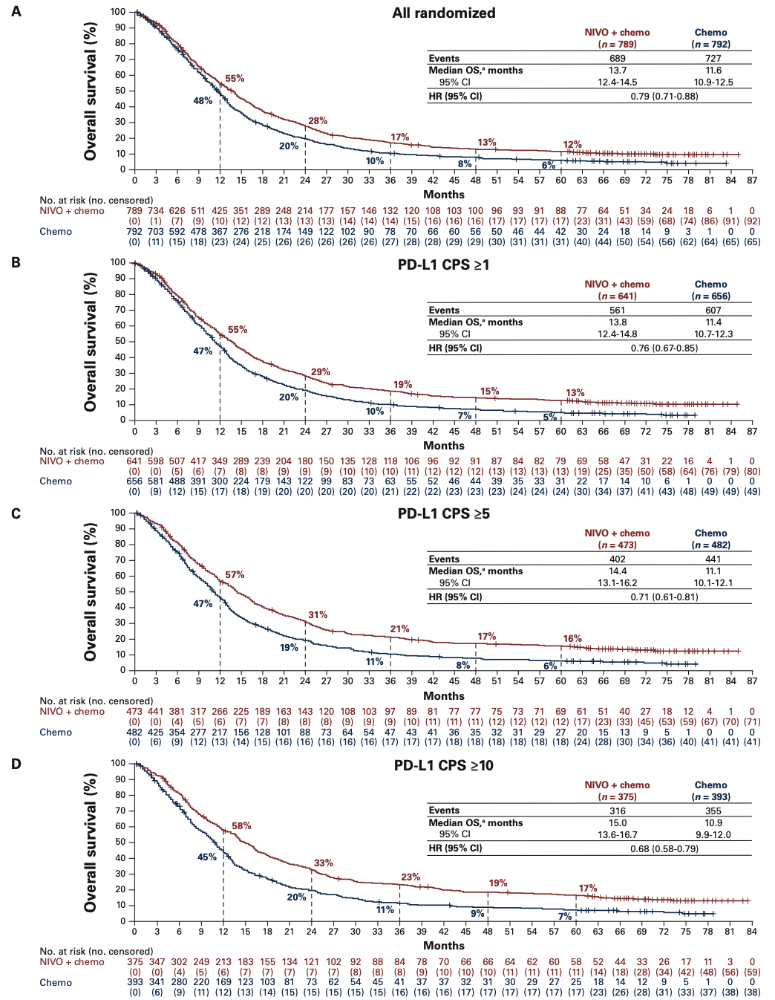 A
All randomized
NIVO + chemo Chemo
(n = 789) (n = 792)
Events 689 727
Median OS,ᵃ months 13.7 11.6
95% CI 12.4-14.5 10.9-12.5
HR (95% CI) 0.79 (0.71-0.88)
Overall survival (%)
100
90
80
70
60
50
40
30
20
10
0
55%
48%
28%
20%
17%
10%
13%
8%
12%
6%
0 3 6 9 12 15 18 21 24 27 30 33 36 39 42 45 48 51 54 57 60 63 66 69 72 75 78 81 84 87
Months
No. at risk (no. censored)
NIVO + chemo 789 734 626 511 425 351 289 248 214 177 157 146 132 120 108 103 100 96 93 91 88 77 64 51 34 24 18 6 1 0
(0) (1) (7) (9) (10) (12) (12) (13) (13) (13) (14) (14) (14) (15) (16) (16) (16) (17) (17) (17) (17) (23) (31) (43) (59) (68) (74) (86) (91) (92)
Chemo 792 703 592 478 367 276 218 174 149 122 102 90 78 70 66 60 56 50 46 44 42 30 24 18 14 9 3 1 0 0
(0) (11) (15) (18) (23) (24) (25) (26) (26) (26) (26) (26) (28) (28) (28) (29) (29) (30) (31) (31) (31) (40) (44) (50) (54) (56) (62) (64) (65) (65)
B
PD-L1 CPS ≥1
NIVO + chemo Chemo
(n = 641) (n = 656)
Events 561 607
Median OS,ᵃ months 13.8 11.4
95% CI 12.4-14.8 10.7-12.3
HR (95% CI) 0.76 (0.67-0.85)
Overall survival (%)
100
90
80
70
60
50
40
30
20
10
0
55%
47%
29%
20%
19%
10%
15%
7%
13%
5%
0 3 6 9 12 15 18 21 24 27 30 33 36 39 42 45 48 51 54 57 60 63 66 69 72 75 78 81 84 87
Months
No. at risk (no. censored)
NIVO + chemo 641 598 507 417 349 289 239 204 180 150 135 128 118 106 96 92 91 87 84 82 79 69 58 47 31 22 16 4 1 0
(0) (0) (5) (6) (7) (8) (8) (9) (9) (9) (10) (10) (10) (11) (12) (12) (12) (13) (13) (13) (13) (19) (25) (35) (50) (58) (64) (76) (79) (80)
Chemo 656 581 488 391 300 224 179 143 122 99 83 73 63 55 52 46 44 39 35 33 31 22 17 14 10 6 1 0 0 0
(0) (9) (12) (15) (17) (18) (19) (20) (20) (20) (20) (20) (21) (22) (22) (23) (23) (23) (24) (24) (24) (30) (34) (37) (41) (43) (48) (49) (49) (49)
C
PD-L1 CPS ≥5
NIVO + chemo Chemo
(n = 473) (n = 482)
Events 402 441
Median OS,ᵃ months 14.4 11.1
95% CI 13.1-16.2 10.1-12.1
HR (95% CI) 0.71 (0.61-0.81)
Overall survival (%)
100
90
80
70
60
50
40
30
20
10
0
57%
47%
31%
19%
21%
11%
17%
8%
16%
6%
0 3 6 9 12 15 18 21 24 27 30 33 36 39 42 45 48 51 54 57 60 63 66 69 72 75 78 81 84 87
Months
No. at risk (no. censored)
NIVO + chemo 473 441 381 317 266 225 189 163 143 120 108 103 97 89 81 77 77 75 73 71 69 61 51 40 27 18 12 4 1 0
(0) (0) (4) (5) (6) (7) (7) (8) (8) (8) (9) (9) (9) (10) (11) (11) (11) (12) (12) (12) (12) (17) (23) (33) (45) (53) (59) (67) (70) (71)
Chemo 482 425 354 277 217 156 128 101 88 73 64 54 47 43 41 36 35 32 31 29 27 20 15 13 9 5 1 0 0 0
(0) (6) (9) (12) (13) (14) (15) (16) (16) (16) (16) (16) (17) (17) (17) (18) (18) (18) (18) (18) (18) (24) (28) (30) (34) (36) (40) (41) (41) (41)
D
PD-L1 CPS ≥10
NIVO + chemo Chemo
(n = 375) (n = 393)
Events 316 355
Median OS,ᵃ months 15.0 10.9
95% CI 13.6-16.7 9.9-12.0
HR (95% CI) 0.68 (0.58-0.79)
Overall survival (%)
100
90
80
70
60
50
40
30
20
10
0
58%
45%
33%
20%
23%
11%
19%
9%
17%
7%
0 3 6 9 12 15 18 21 24 27 30 33 36 39 42 45 48 51 54 57 60 63 66 69 72 75 78 81 84
Months
No. at risk (no. censored)
NIVO + chemo 375 347 302 249 213 183 155 134 121 102 92 88 84 78 70 66 66 64 62 60 58 52 44 33 26 17 11 3 0
(0) (0) (4) (5) (6) (7) (7) (7) (7) (7) (8) (8) (8) (9) (10) (10) (10) (11) (11) (11) (11) (14) (18) (28) (34) (42) (48) (56) (59)
Chemo 393 341 280 220 169 123 103 81 73 62 54 45 41 37 37 32 31 30 29 27 25 18 14 12 9 5 1 0 0
(0) (6) (9) (11) (12) (13) (14) (15) (15) (15) (15) (15) (16) (16) (16) (17) (17) (17) (17) (17) (17) (23) (26) (28) (31) (33) (37) (38) (38)